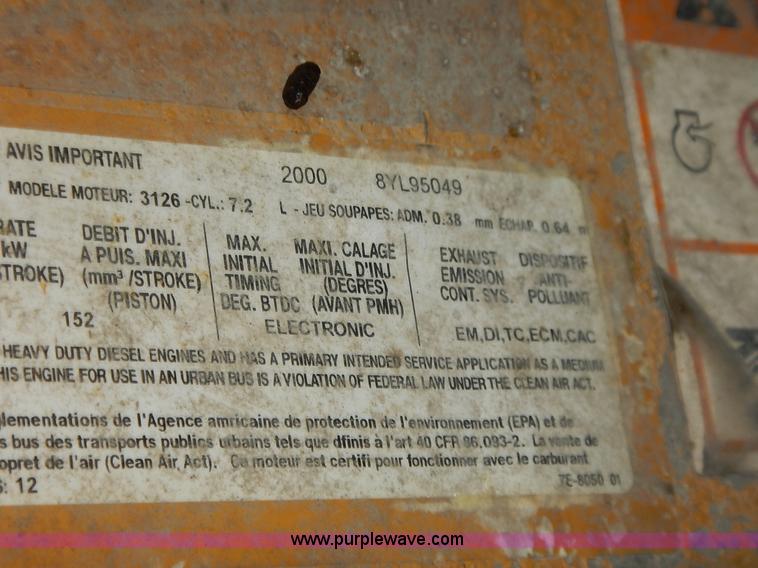 AVIS IMPORTANT 2000 8YL95049
MODELE MOTEUR: 3126 -CYL.: 7.2 L - JEU SOUPAPES: ADM. 0.38 mm ECHAP. 0.64 m
RATE DEBIT D'INJ. MAX. MAXI. CALAGE EXHAUST DISPOSITIF
kW A PUIS. MAXI INITIAL INITIAL D'INJ. EMISSION ANTI-
STROKE) (mm³ /STROKE) TIMING (DEGRES) CONT. SYS. POLLUANT
(PISTON) DEG. BTDC (AVANT PMH)
152 ELECTRONIC EM,DI,TC,ECM,CAC
HEAVY DUTY DIESEL ENGINES AND HAS A PRIMARY INTENDED SERVICE APPLICATION AS A MEDIUM
HIS ENGINE FOR USE IN AN URBAN BUS IS A VIOLATION OF FEDERAL LAW UNDER THE CLEAN AIR ACT.
glementations de l'Agence amricaine de protection de l'environnement (EPA) et de
s bus des transports publics urbains tels que dfinis à l'art 40 CFR 86.093-2. La vente de
opret de l'air (Clean Air Act). Ce moteur est certifi pour fonctionner avec le carburant
S: 12 7E-8050 01
www.purplewave.com